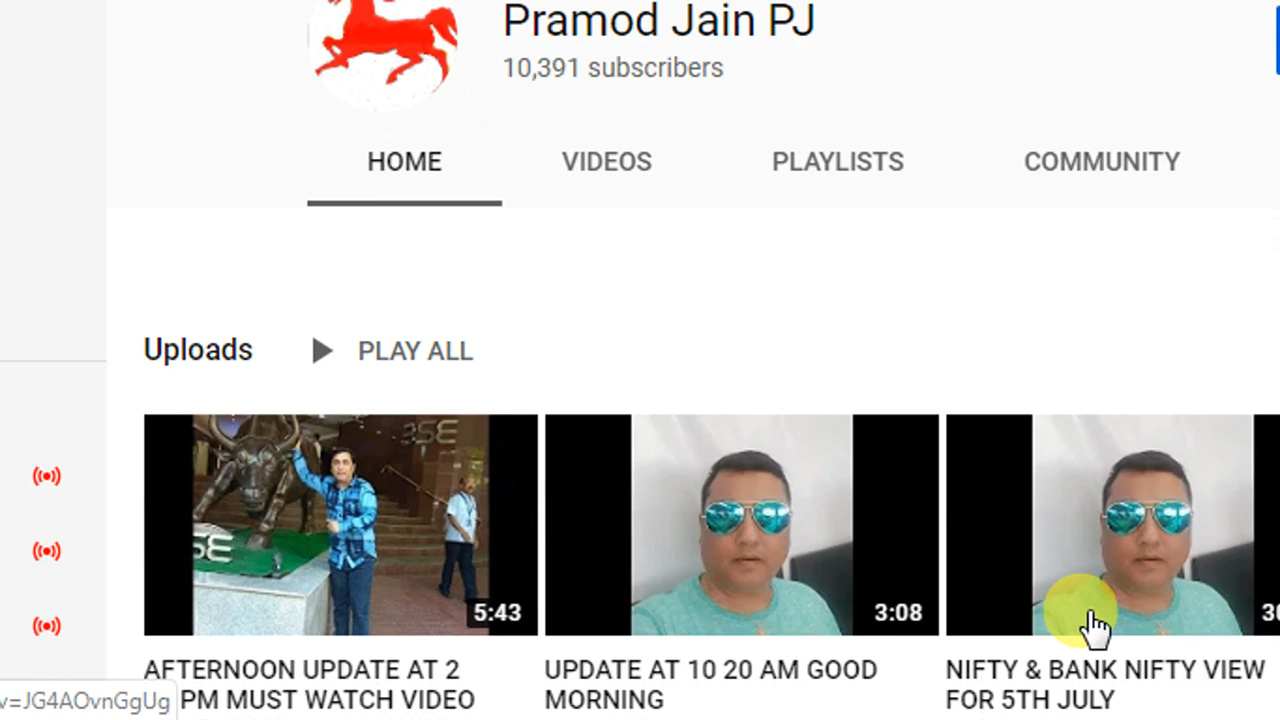 Pramod Jain PJ
10,391 subscribers
HOME VIDEOS PLAYLISTS COMMUNITY
Uploads PLAY ALL
5:43
3:08
AFTERNOON UPDATE AT 2
PM MUST WATCH VIDEO
UPDATE AT 10 20 AM GOOD
MORNING
NIFTY & BANK NIFTY VIEW
FOR 5TH JULY
v=JG4AOvnGgUg